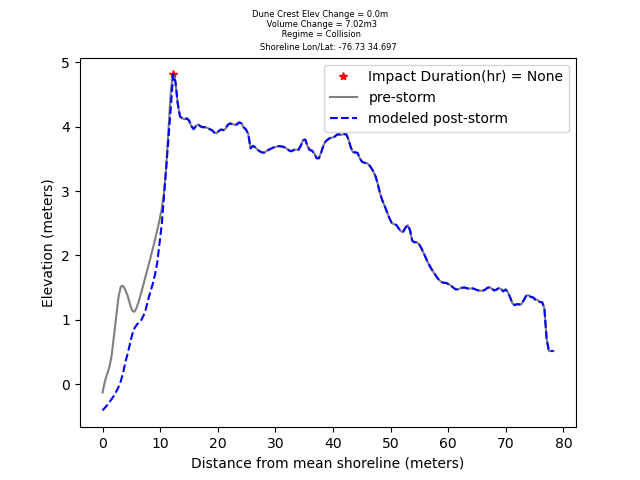 Dune Crest Elev Change = 0.0m
Volume Change = 7.02m3
Regime = Collision
Shoreline Lon/Lat: -76.73 34.697
Impact Duration(hr) = None
pre-storm
modeled post-storm
5
4
3
2
1
0
Elevation (meters)
0 10 20 30 40 50 60 70 80
Distance from mean shoreline (meters)